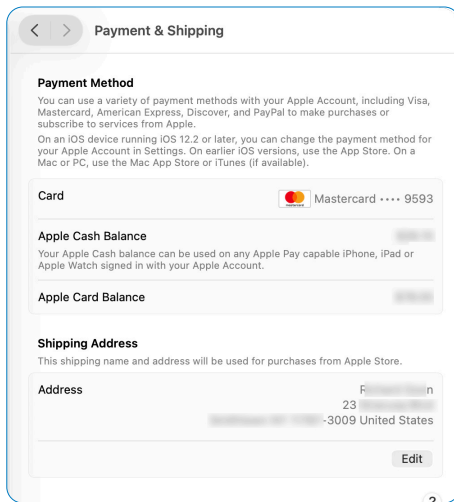 Payment & Shipping
Payment Method
You can use a variety of payment methods with your Apple Account, including Visa,
Mastercard, American Express, Discover, and PayPal to make purchases or
subscribe to services from Apple.
On an iOS device running iOS 12.2 or later, you can change the payment method for
your Apple Account in Settings. On earlier iOS versions, use the App Store. On a
Mac or PC, use the Mac App Store or iTunes (if available).
Card
Mastercard •••• 9593
Apple Cash Balance
Your Apple Cash balance can be used on any Apple Pay capable iPhone, iPad or
Apple Watch signed in with your Apple Account.
Apple Card Balance
Shipping Address
This shipping name and address will be used for purchases from Apple Store.
Address
23
-3009 United States
Edit
?